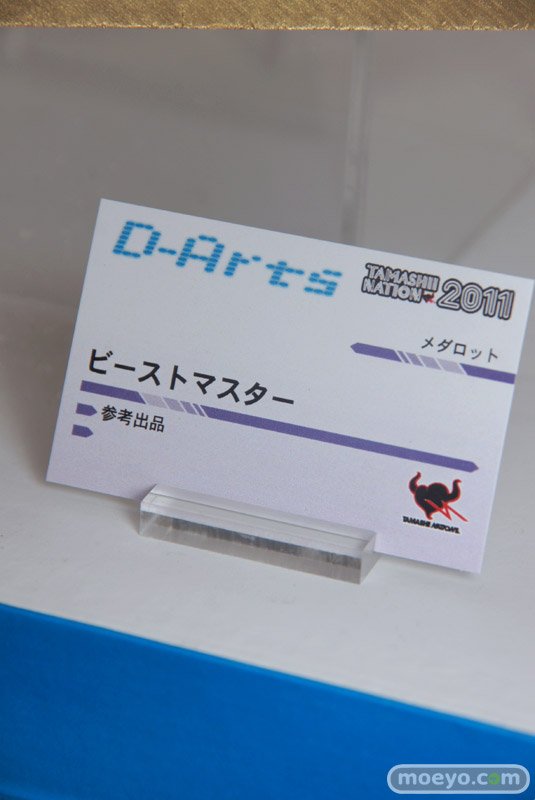 D-Arts
TAMASHII
NATION 2011
メダロット
ビーストマスター
参考出品
TAMASHII NATIONS
moeyo.com